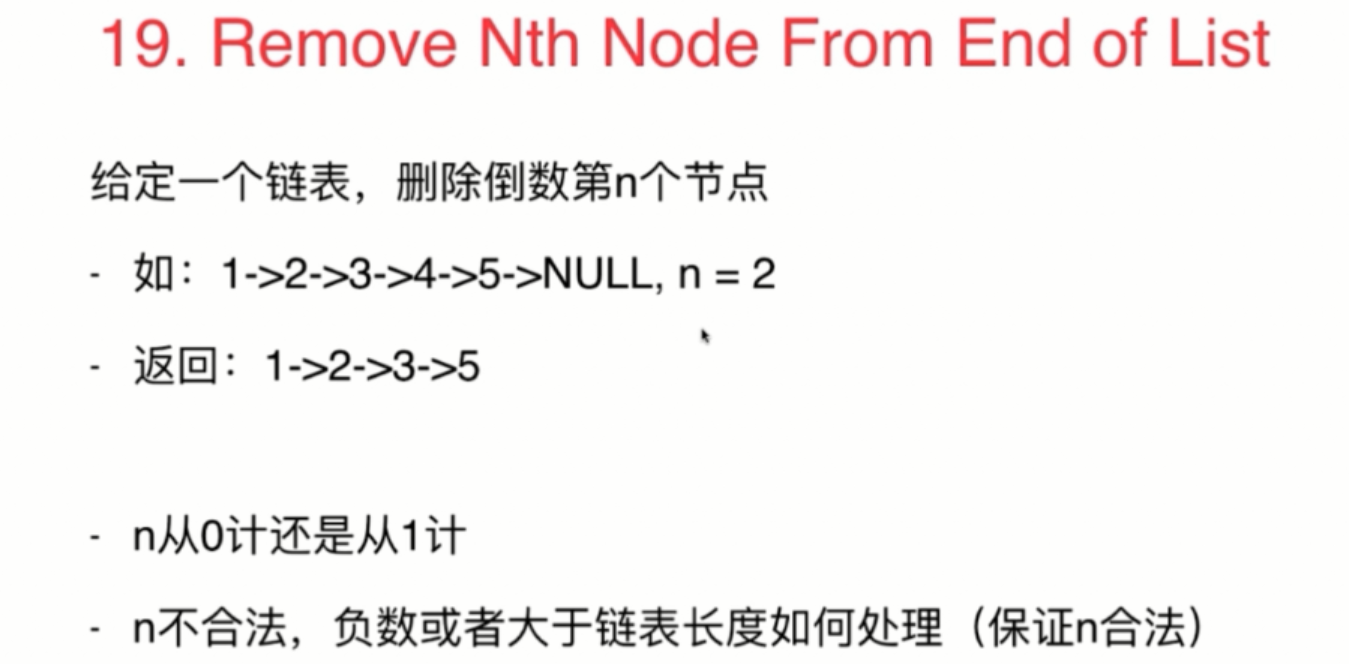 19. Remove Nth Node From End of List
给定一个链表，删除倒数第n个节点
- 如：1->2->3->4->5->NULL, n = 2
- 返回：1->2->3->5
- n从0计还是从1计
- n不合法，负数或者大于链表长度如何处理（保证n合法）